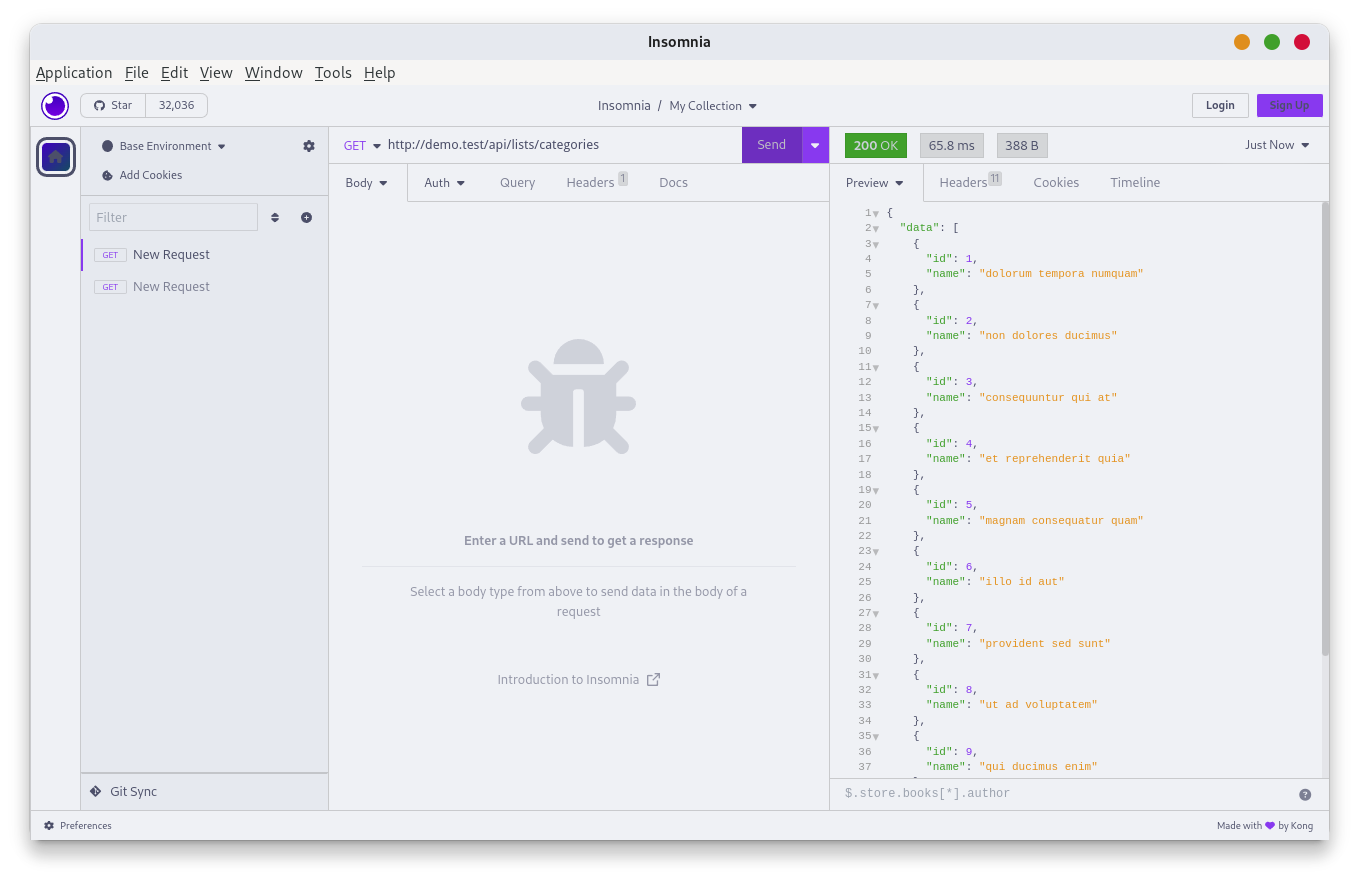 Insomnia
Application File Edit View Window Tools Help
Star 32,036
Insomnia / My Collection
Login Sign Up
Base Environment
Add Cookies
Filter
GET New Request
GET New Request
Git Sync
GET http://demo.test/api/lists/categories Send
Body Auth Query Headers 1 Docs
Enter a URL and send to get a response
Select a body type from above to send data in the body of a
request
Introduction to Insomnia
200 OK 65.8 ms 388 B Just Now
Preview Headers 11 Cookies Timeline
1 {
2 "data": [
3 {
4 "id": 1,
5 "name": "dolorum tempora numquam"
6 },
7 {
8 "id": 2,
9 "name": "non dolores ducimus"
10 },
11 {
12 "id": 3,
13 "name": "consequuntur qui at"
14 },
15 {
16 "id": 4,
17 "name": "et reprehenderit quia"
18 },
19 {
20 "id": 5,
21 "name": "magnam consequatur quam"
22 },
23 {
24 "id": 6,
25 "name": "illo id aut"
26 },
27 {
28 "id": 7,
29 "name": "provident sed sunt"
30 },
31 {
32 "id": 8,
33 "name": "ut ad voluptatem"
34 },
35 {
36 "id": 9,
37 "name": "qui ducimus enim"
$.store.books[*].author ?
Preferences
Made with by Kong